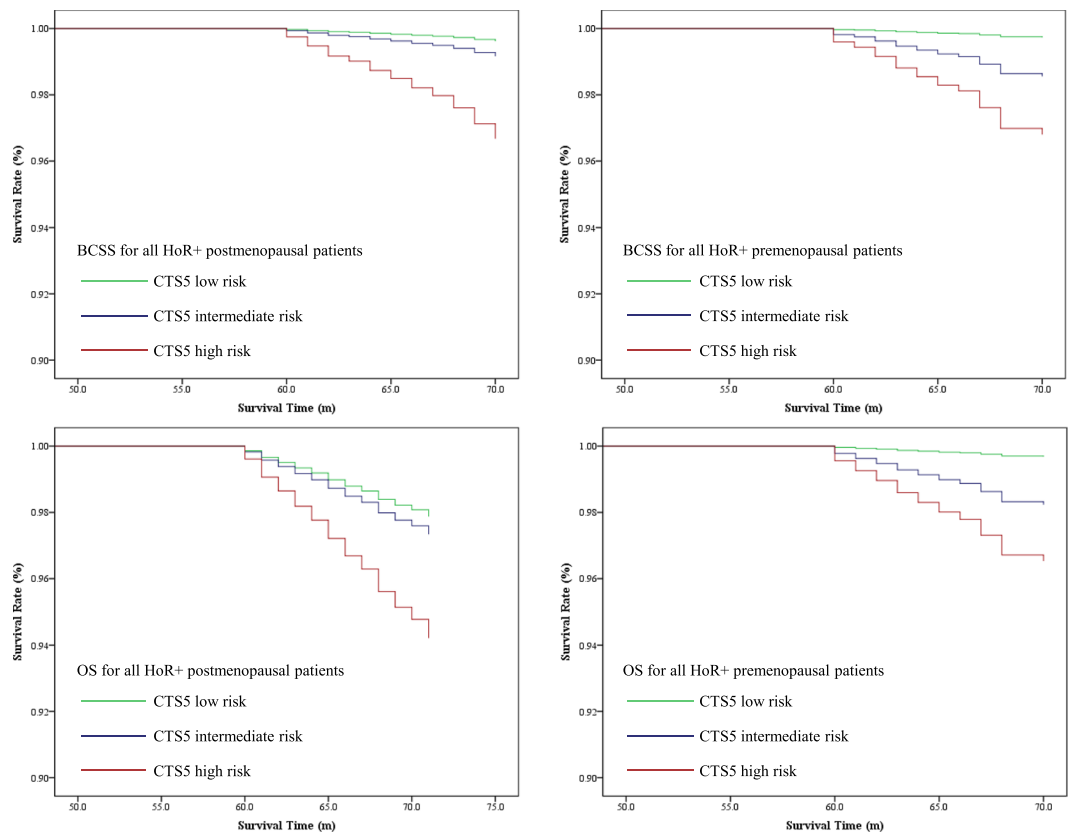 1.00
0.98
0.96
0.94
0.92
0.90
Survival Rate (%)
BCSS for all HoR+ postmenopausal patients
CTS5 low risk
CTS5 intermediate risk
CTS5 high risk
50.0 55.0 60.0 65.0 70.0
Survival Time (m)
1.00
0.98
0.96
0.94
0.92
0.90
Survival Rate (%)
BCSS for all HoR+ premenopausal patients
CTS5 low risk
CTS5 intermediate risk
CTS5 high risk
50.0 55.0 60.0 65.0 70.0
Survival Time (m)
1.00
0.98
0.96
0.94
0.92
0.90
Survival Rate (%)
OS for all HoR+ postmenopausal patients
CTS5 low risk
CTS5 intermediate risk
CTS5 high risk
50.0 55.0 60.0 65.0 70.0 75.0
Survival Time (m)
1.00
0.98
0.96
0.94
0.92
0.90
Survival Rate (%)
OS for all HoR+ premenopausal patients
CTS5 low risk
CTS5 intermediate risk
CTS5 high risk
50.0 55.0 60.0 65.0 70.0
Survival Time (m)